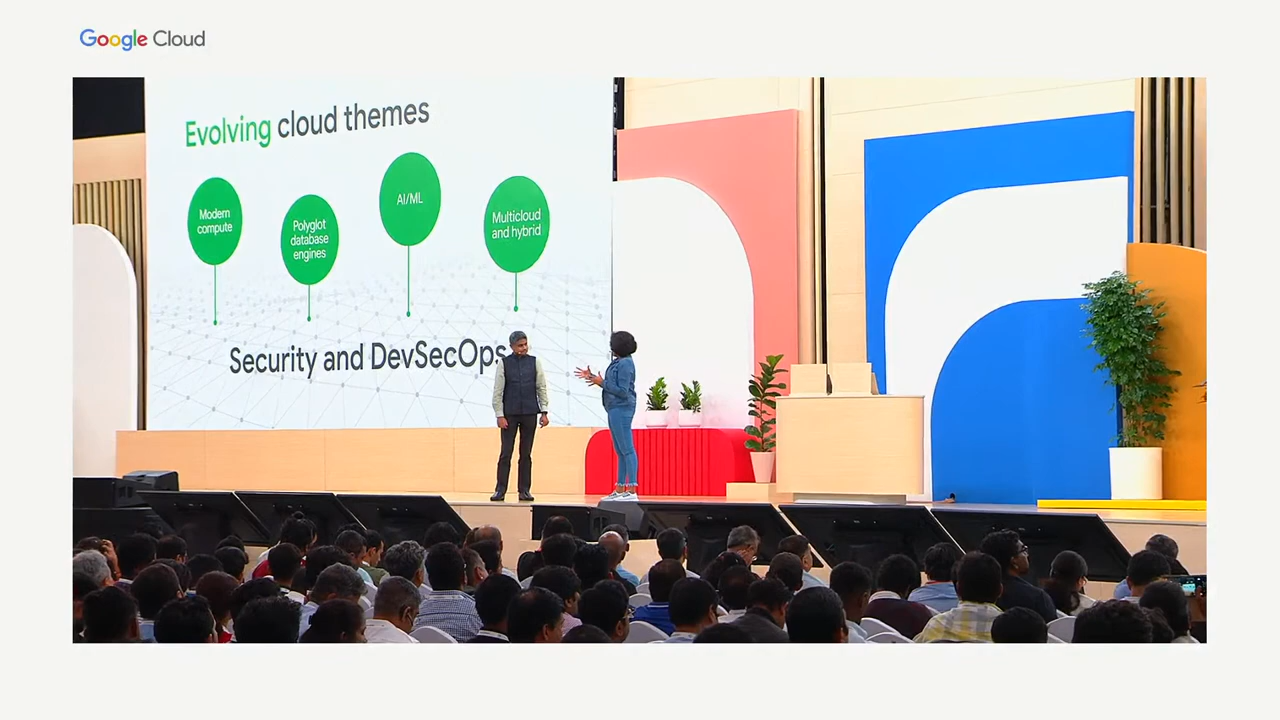 Google Cloud
Evolving cloud themes
Modern
compute
Polyglot
database
engines
AI/ML
Multicloud
and hybrid
Security and DevSecOps